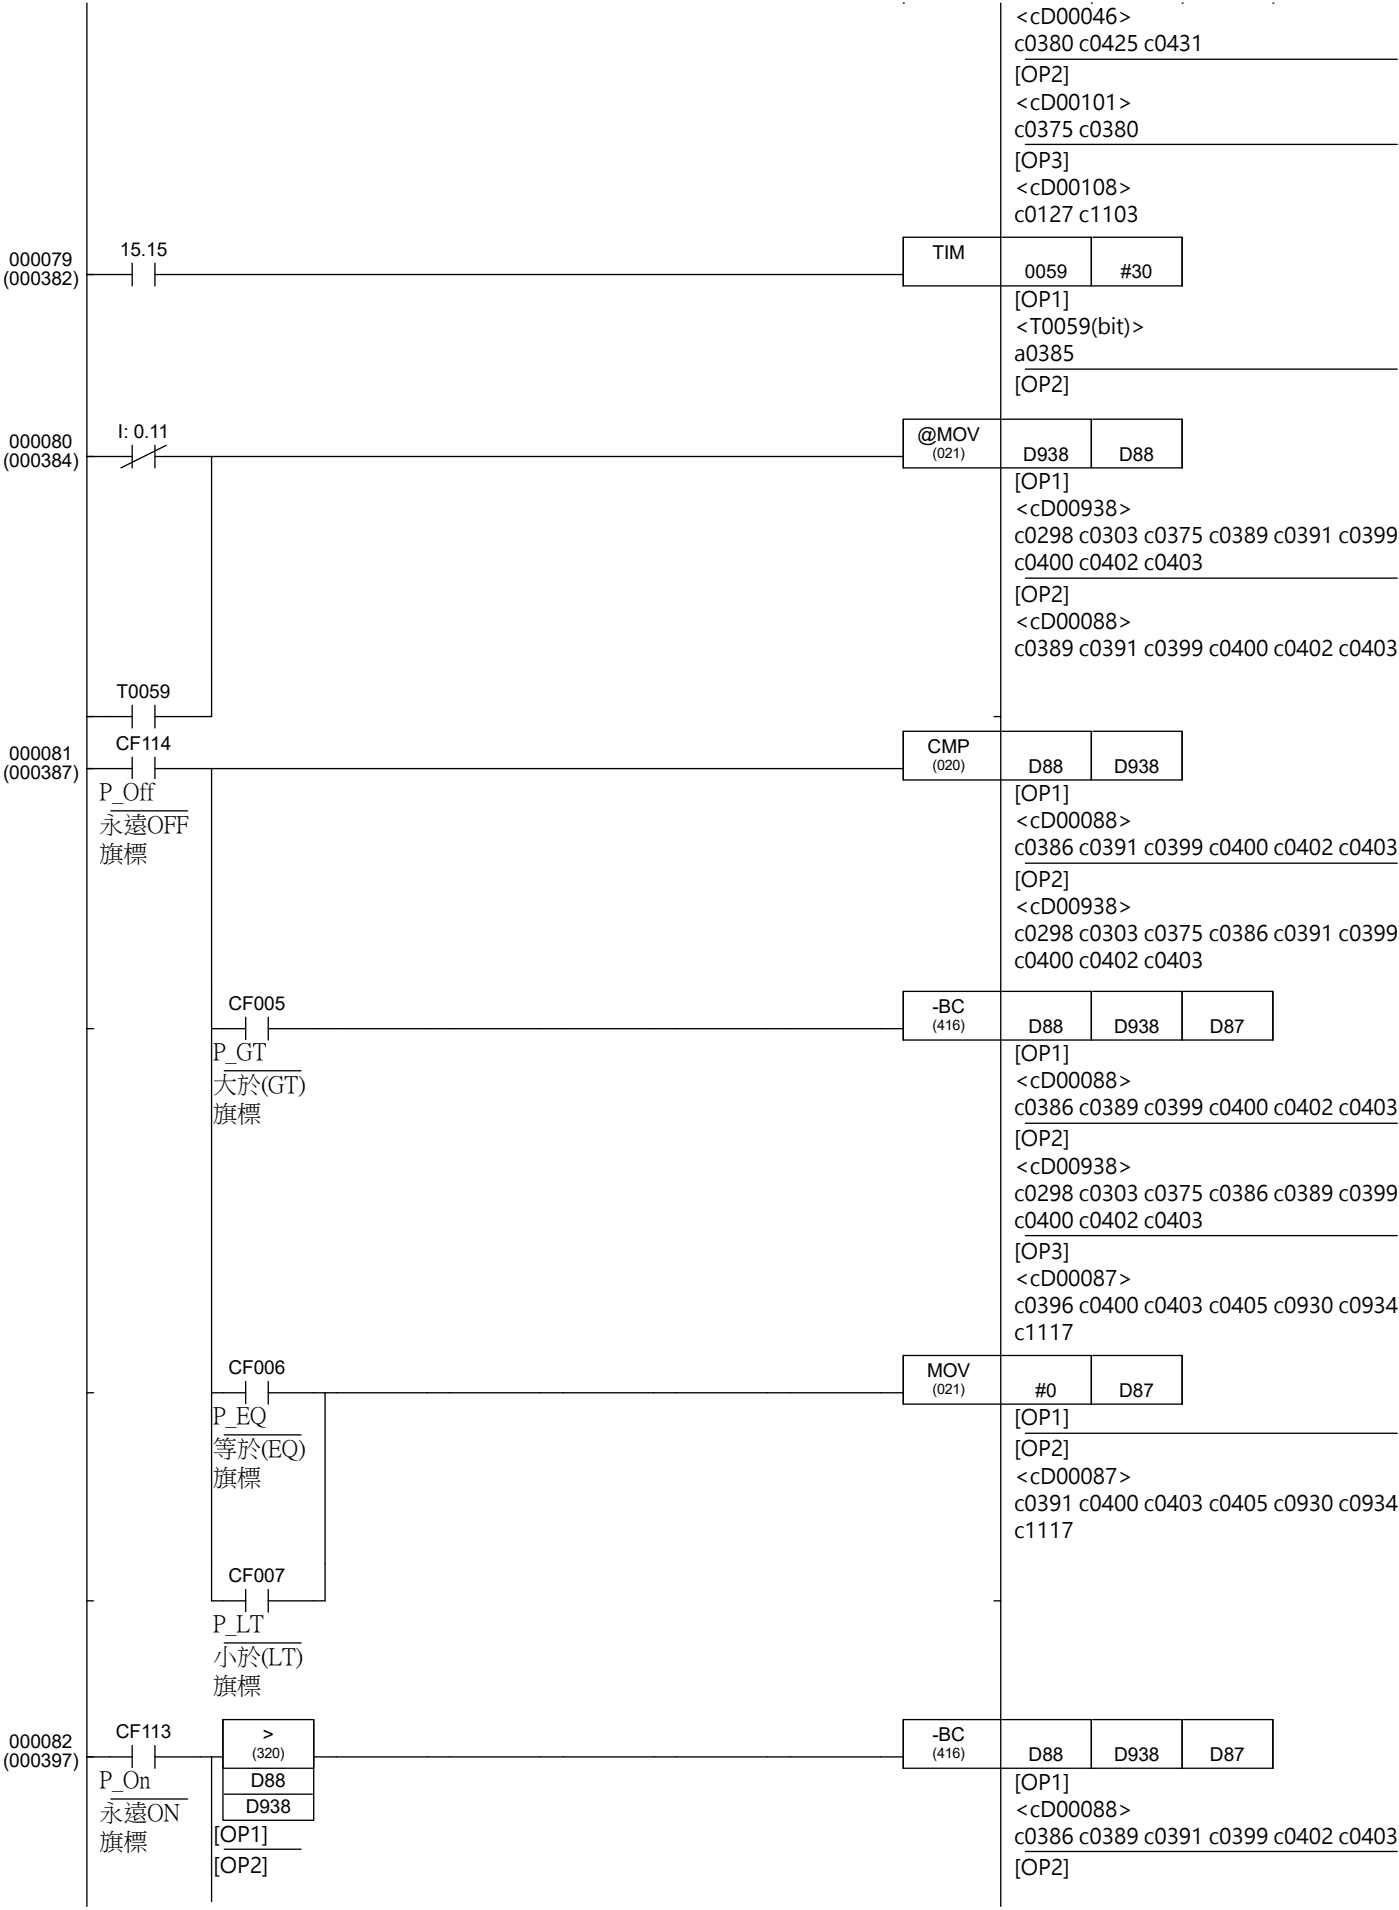 <cD00046>
c0380 c0425 c0431
[OP2]
<cD00101>
c0375 c0380
[OP3]
<cD00108>
c0127 c1103
000079
(000382)
15.15
TIM
0059 #30
[OP1]
<T0059(bit)>
a0385
[OP2]
000080
(000384)
I: 0.11
@MOV
(021)
D938 D88
[OP1]
<cD00938>
c0298 c0303 c0375 c0389 c0391 c0399
c0400 c0402 c0403
[OP2]
<cD00088>
c0389 c0391 c0399 c0400 c0402 c0403
T0059
000081
(000387)
CF114
P_Off
永遠OFF
旗標
CMP
(020)
D88 D938
[OP1]
<cD00088>
c0386 c0391 c0399 c0400 c0402 c0403
[OP2]
<cD00938>
c0298 c0303 c0375 c0386 c0391 c0399
c0400 c0402 c0403
CF005
P_GT
大於(GT)
旗標
-BC
(416)
D88 D938 D87
[OP1]
<cD00088>
c0386 c0389 c0399 c0400 c0402 c0403
[OP2]
<cD00938>
c0298 c0303 c0375 c0386 c0389 c0399
c0400 c0402 c0403
[OP3]
<cD00087>
c0396 c0400 c0403 c0405 c0930 c0934
c1117
CF006
P_EQ
等於(EQ)
旗標
MOV
(021)
#0 D87
[OP1]
[OP2]
<cD00087>
c0391 c0400 c0403 c0405 c0930 c0934
c1117
CF007
P_LT
小於(LT)
旗標
000082
(000397)
CF113
P_On
永遠ON
旗標
>
(320)
D88
D938
[OP1]
[OP2]
-BC
(416)
D88 D938 D87
[OP1]
<cD00088>
c0386 c0389 c0391 c0399 c0402 c0403
[OP2]